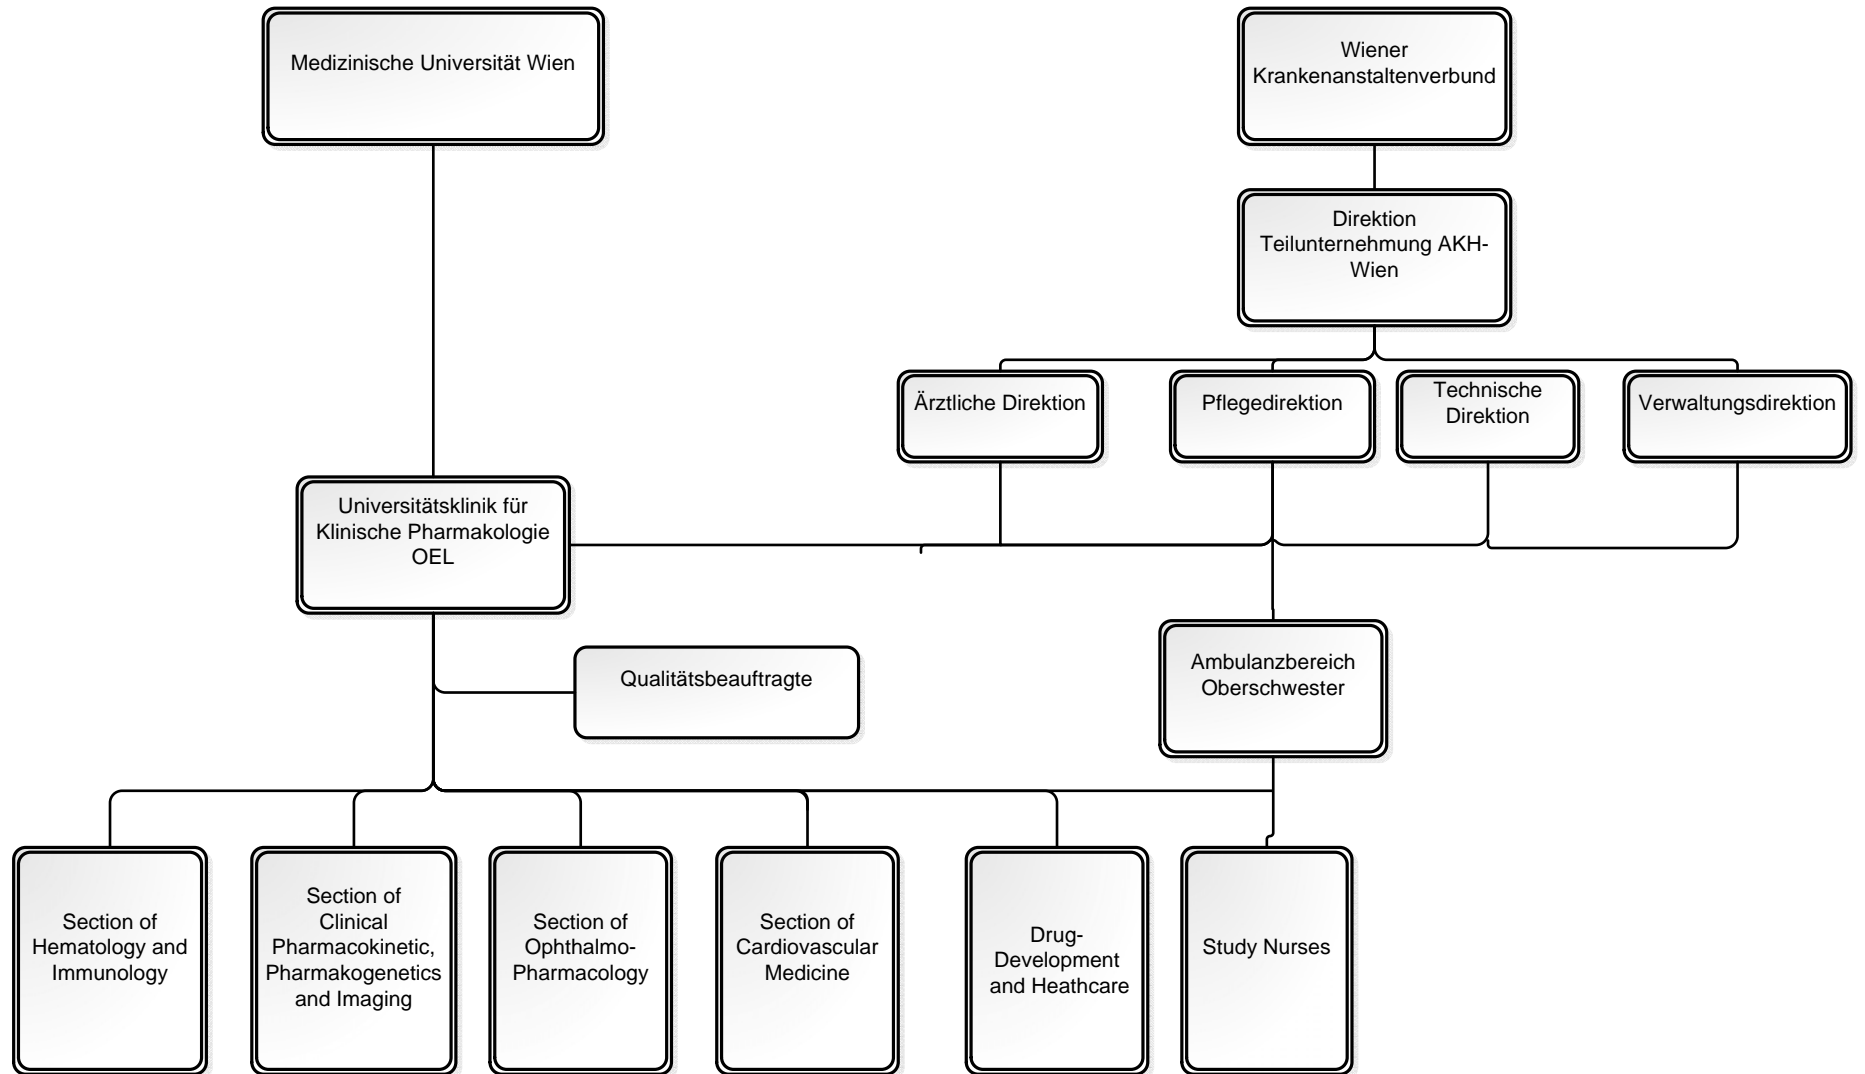 Medizinische Universität Wien
Wiener
Krankenanstaltenverbund
Direktion
Teilunternehmung AKH-
Wien
Ärztliche Direktion
Pflegedirektion
Technische
Direktion
Verwaltungsdirektion
Universitätsklinik für
Klinische Pharmakologie
OEL
Qualitätsbeauftragte
Ambulanzbereich
Oberschwester
Section of
Hematology and
Immunology
Section of
Clinical
Pharmacokinetic,
Pharmakogenetics
and Imaging
Section of
Ophthalmo-
Pharmacology
Section of
Cardiovascular
Medicine
Drug-
Development
and Heathcare
Study Nurses